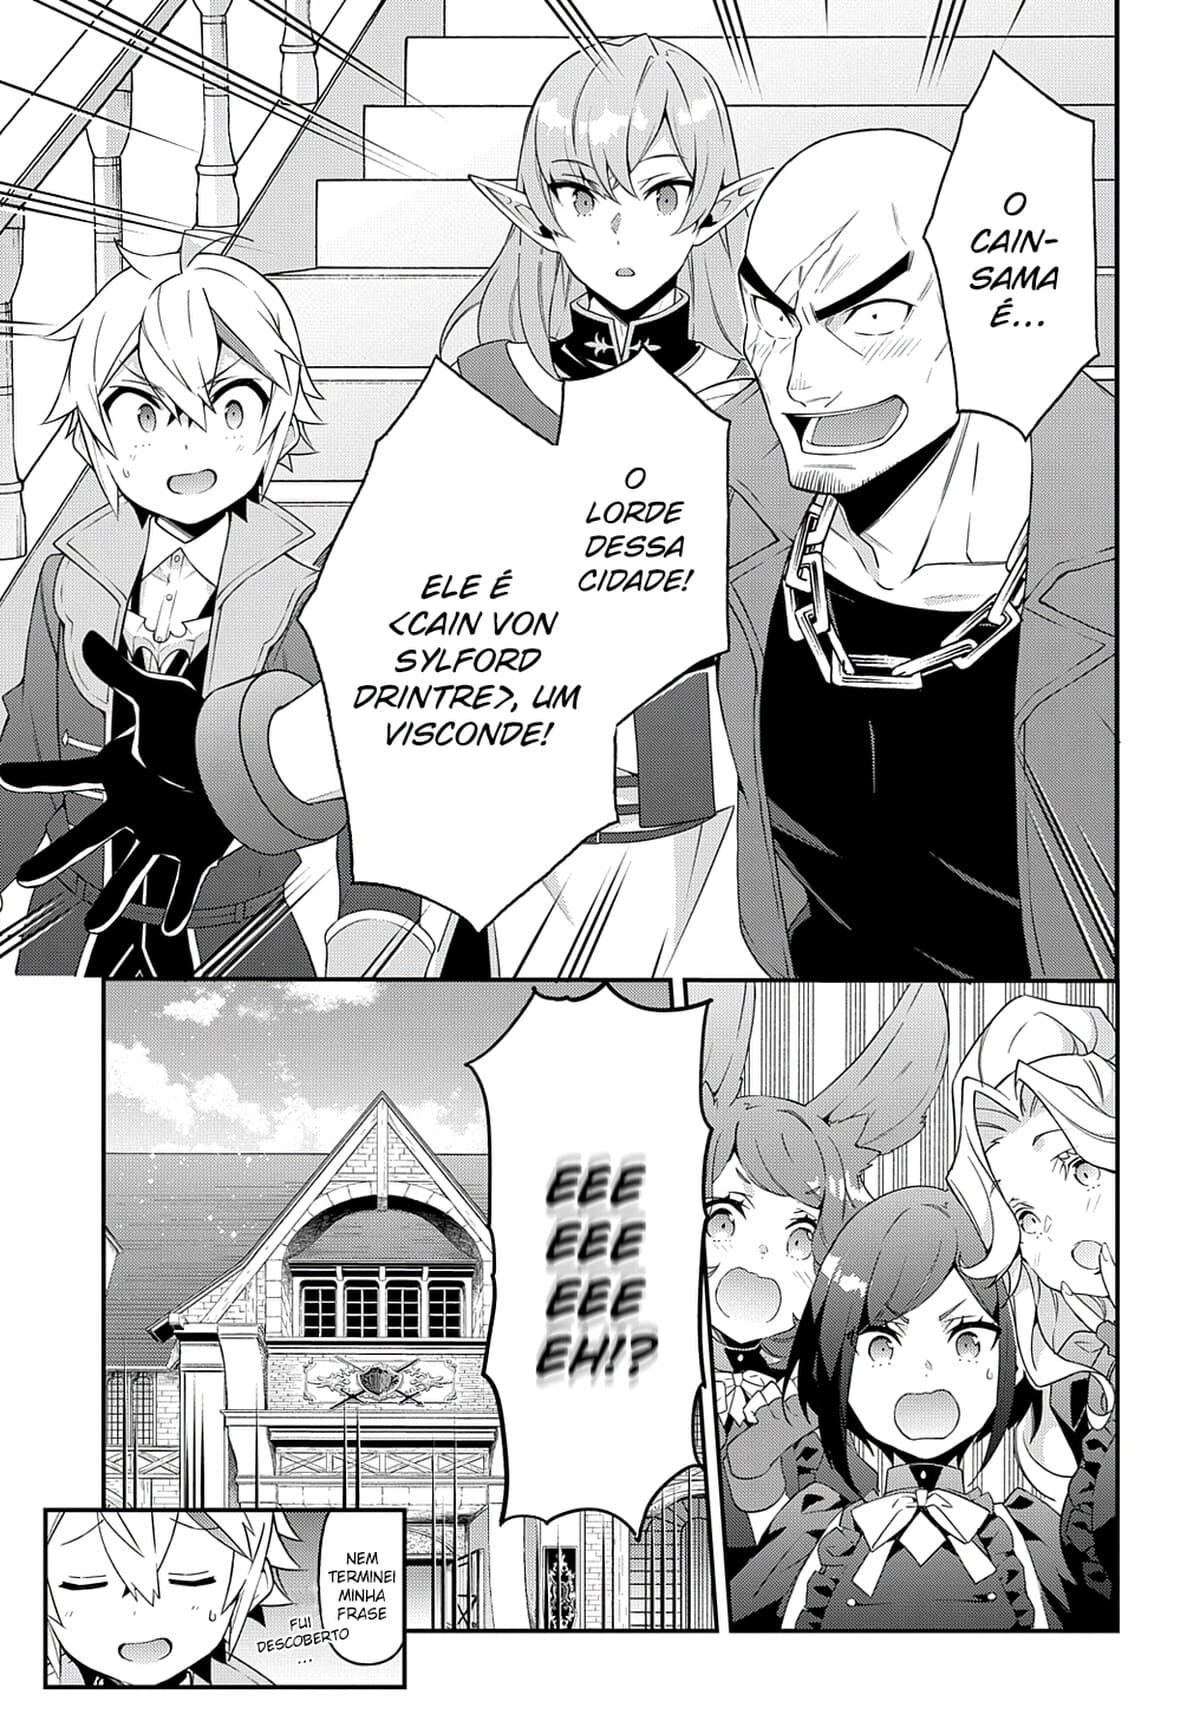 O
CAIN-
SAMA
É...
O
LORDE
DESSA
CIDADE!
ELE É
<CAIN VON
SYLFORD
DRINTRE>, UM
VISCONDE!
EEE
EEE
EEE
EH!?
NEM
TERMINEI
MINHA
FRASE
FUI
DESCOBERTO
...